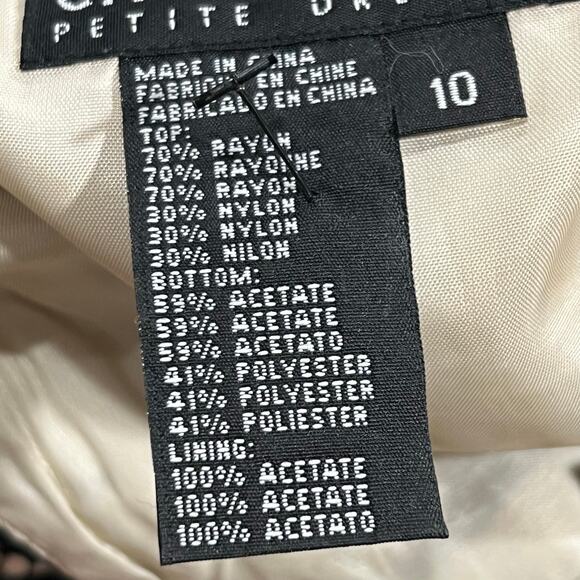 PETITE
MADE IN CHINA
FABRIQUÉ EN CHINE
FABRICADO EN CHINA
10
TOP:
70% RAYON
70% RAYONNE
70% RAYON
30% NYLON
30% NYLON
30% NILON
BOTTOM:
59% ACETATE
59% ACETATE
59% ACETATO
41% POLYESTER
41% POLYESTER
41% POLIESTER
LINING:
100% ACETATE
100% ACETATE
100% ACETATO